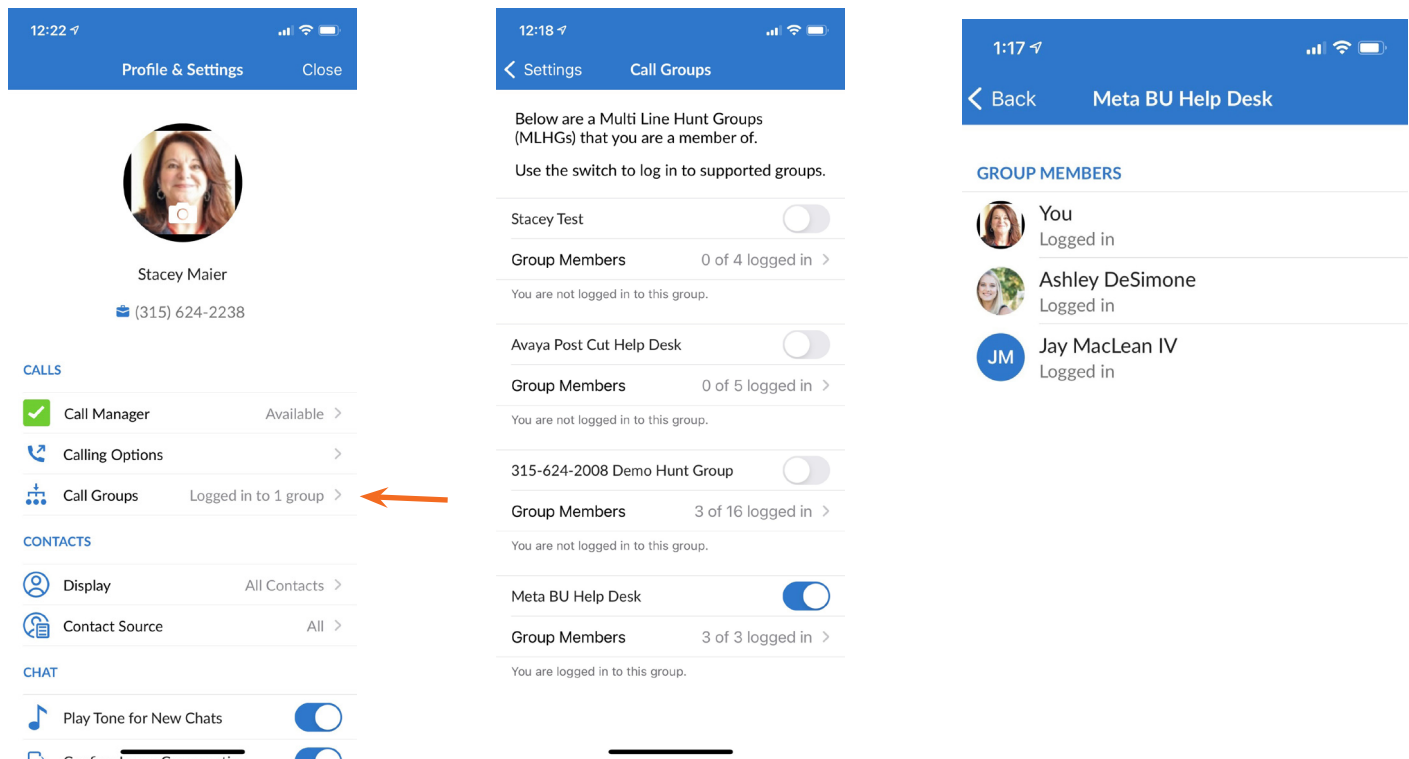 12:22
Profile & Settings Close
Stacey Maier
(315) 624-2238
CALLS
Call Manager Available
Calling Options
Call Groups Logged in to 1 group
CONTACTS
Display All Contacts
Contact Source All
CHAT
Play Tone for New Chats
12:18
Settings Call Groups
Below are a Multi Line Hunt Groups
(MLHGs) that you are a member of.
Use the switch to log in to supported groups.
Stacey Test
Group Members 0 of 4 logged in
You are not logged in to this group.
Avaya Post Cut Help Desk
Group Members 0 of 5 logged in
You are not logged in to this group.
315-624-2008 Demo Hunt Group
Group Members 3 of 16 logged in
You are not logged in to this group.
Meta BU Help Desk
Group Members 3 of 3 logged in
You are logged in to this group.
1:17
Back Meta BU Help Desk
GROUP MEMBERS
You
Logged in
Ashley DeSimone
Logged in
JM
Jay MacLean IV
Logged in